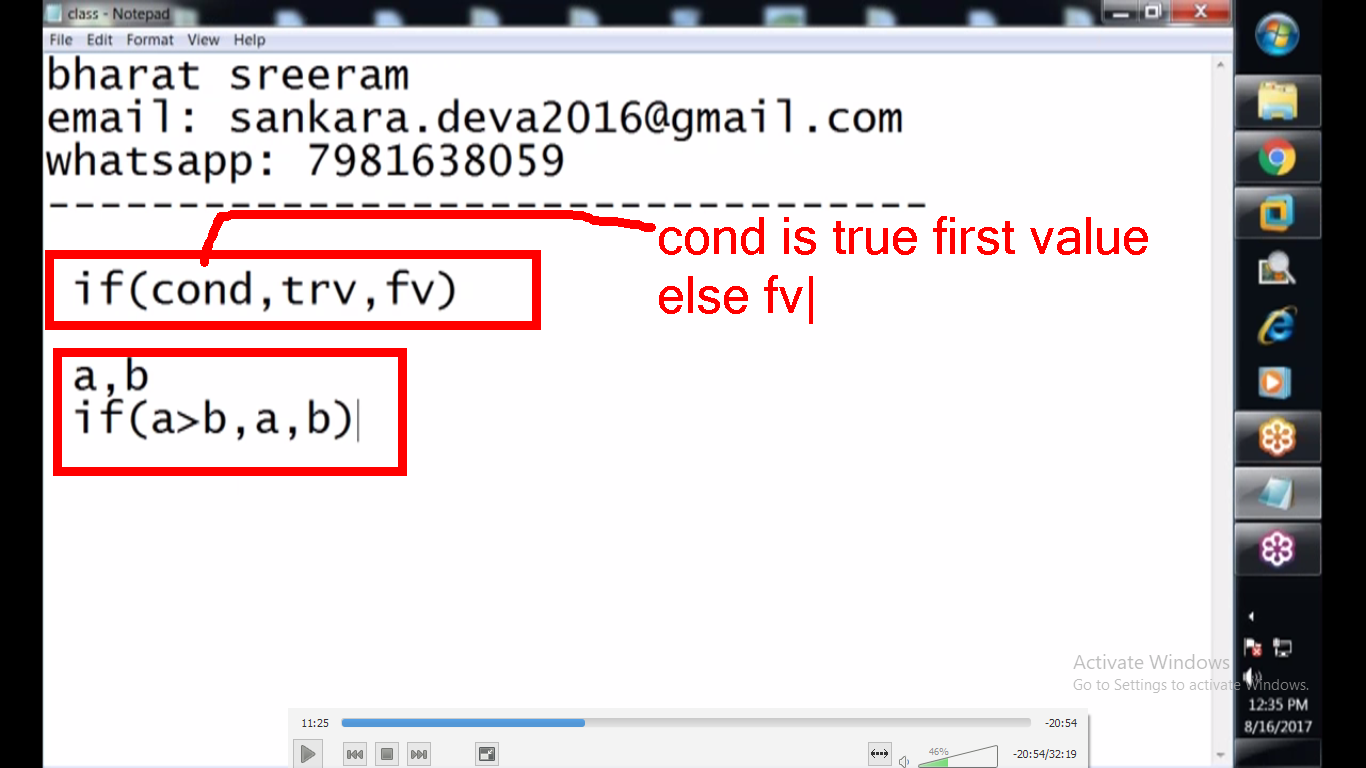 class - Notepad
File Edit Format View Help
bharat sreeram
email: sankara.deva2016@gmail.com
whatsapp: 7981638059
----------------------------------
cond is true first value
else fv
if(cond,trv,fv)
a,b
if(a>b,a,b)
Activate Windows
Go to Settings to activate Windows.
12:35 PM
8/16/2017
11:25 -20:54
46% -20:54/32:19